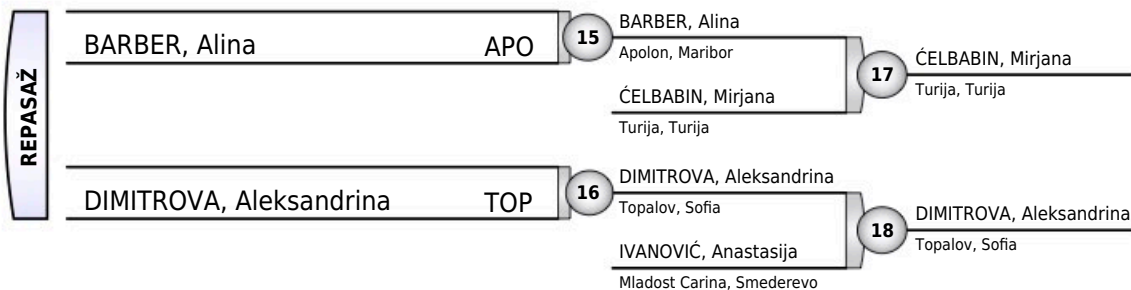 REPASAŽ
BARBER, Alina APO
15
BARBER, Alina
Apolon, Maribor
ĆELBABIN, Mirjana
Turija, Turija
17
ĆELBABIN, Mirjana
Turija, Turija
DIMITROVA, Aleksandrina TOP
16
DIMITROVA, Aleksandrina
Topalov, Sofia
IVANOVIĆ, Anastasija
Mladost Carina, Smederevo
18
DIMITROVA, Aleksandrina
Topalov, Sofia